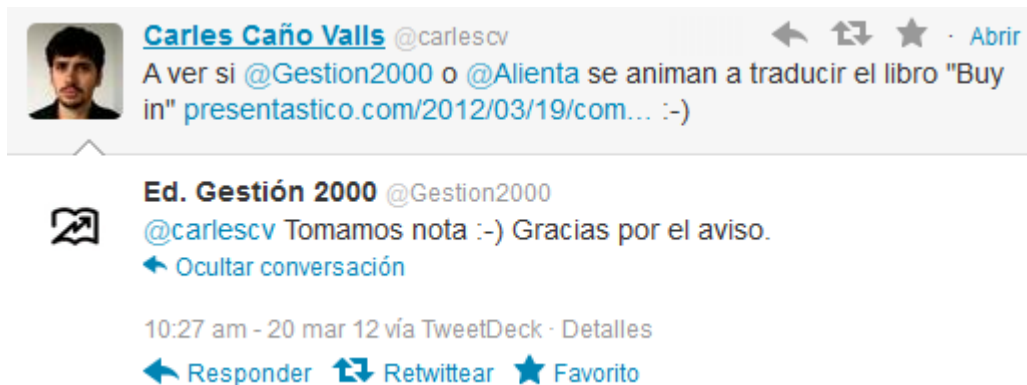 Carles Caño Valls @carlescv · Abrir
A ver si @Gestion2000 o @Alienta se animan a traducir el libro "Buy
in" presentastico.com/2012/03/19/com... :-)
Ed. Gestión 2000 @Gestion2000
@carlescv Tomamos nota :-) Gracias por el aviso.
Ocultar conversación
10:27 am - 20 mar 12 vía TweetDeck · Detalles
Responder Retwittear Favorito